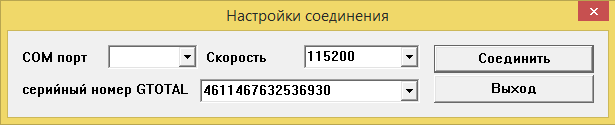 Настройки соединения
COM порт Скорость 115200 Соединить
серийный номер GTOTAL 4611467632536930 Выход